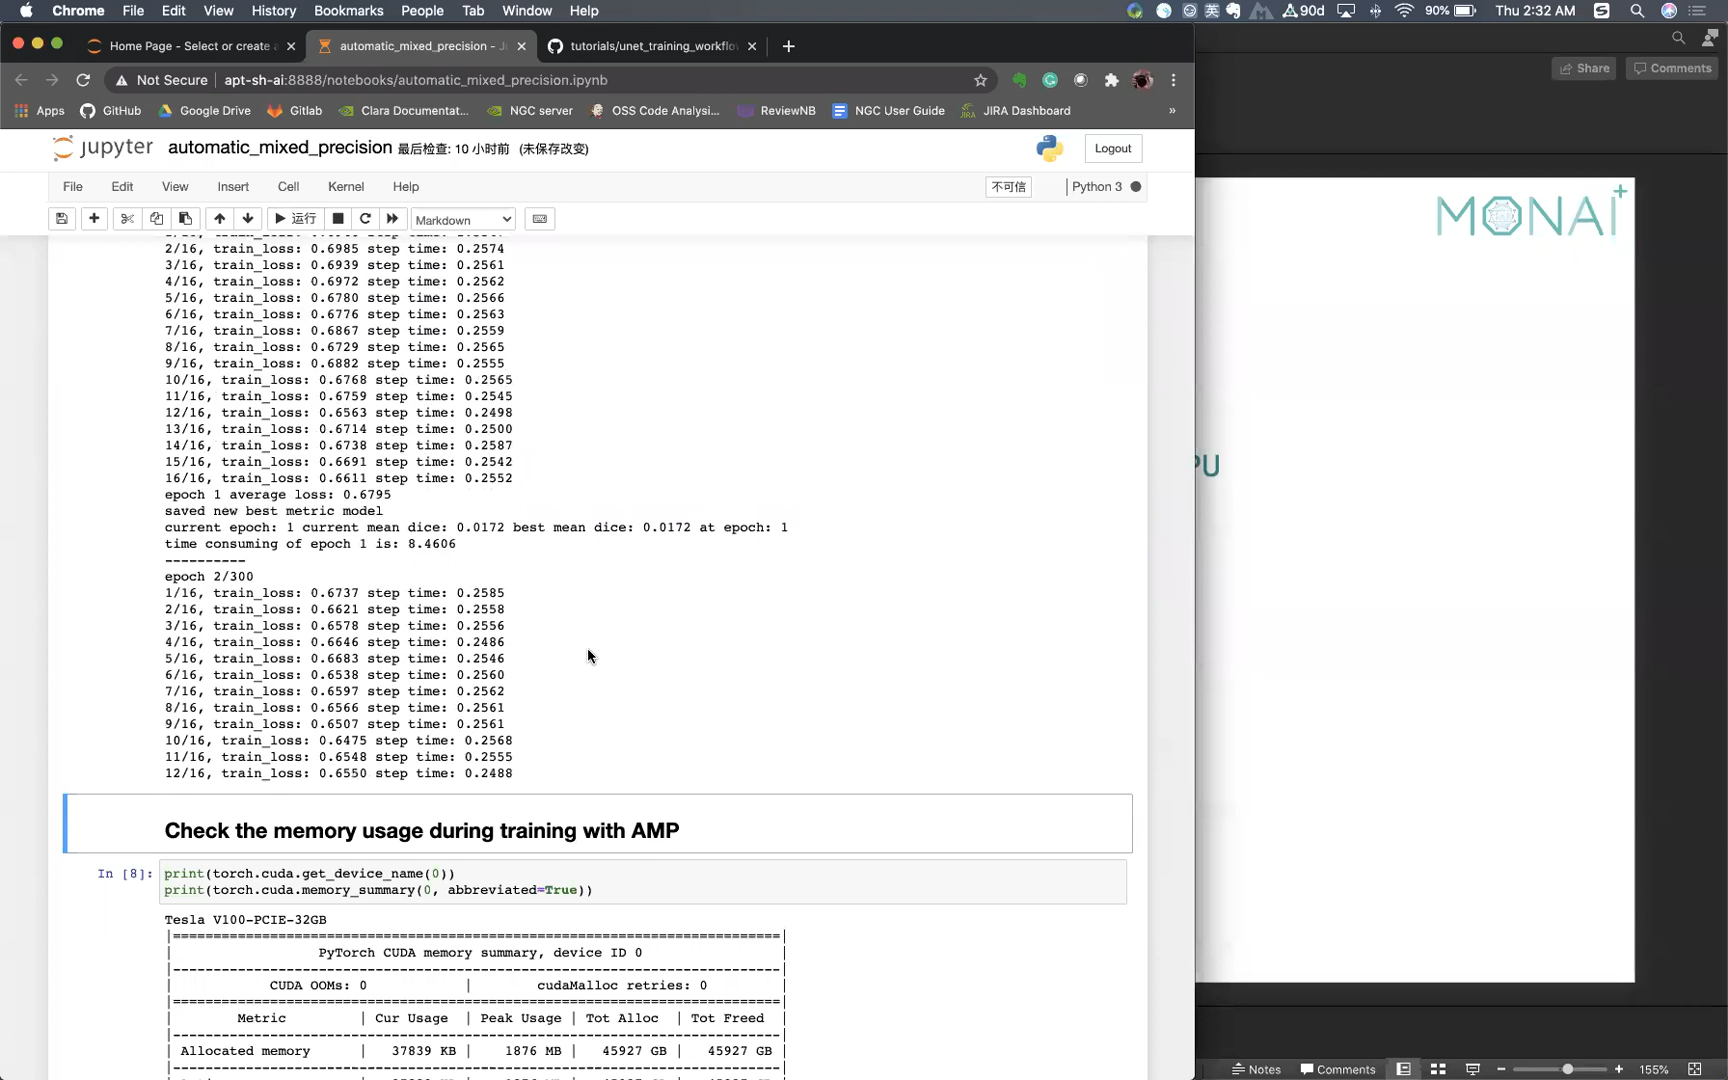 Chrome File Edit View History Bookmarks People Tab Window Help 英 90d 90% Thu 2:32 AM
Home Page - Select or create a automatic_mixed_precision - J tutorials/unet_training_workflow
Not Secure apt-sh-ai:8888/notebooks/automatic_mixed_precision.ipynb
Share Comments
Apps GitHub Google Drive Gitlab Clara Documentat... NGC server OSS Code Analysi... ReviewNB NGC User Guide JIRA Dashboard »
jupyter automatic_mixed_precision 最后检查: 10 小时前 (未保存改变) Logout
File Edit View Insert Cell Kernel Help 不可信 Python 3
运行 Markdown
MONAI
2/16, train_loss: 0.6985 step time: 0.2574
3/16, train_loss: 0.6939 step time: 0.2561
4/16, train_loss: 0.6972 step time: 0.2562
5/16, train_loss: 0.6780 step time: 0.2566
6/16, train_loss: 0.6776 step time: 0.2563
7/16, train_loss: 0.6867 step time: 0.2559
8/16, train_loss: 0.6729 step time: 0.2565
9/16, train_loss: 0.6882 step time: 0.2555
10/16, train_loss: 0.6768 step time: 0.2565
11/16, train_loss: 0.6759 step time: 0.2545
12/16, train_loss: 0.6563 step time: 0.2498
13/16, train_loss: 0.6714 step time: 0.2500
14/16, train_loss: 0.6738 step time: 0.2587
15/16, train_loss: 0.6691 step time: 0.2542
16/16, train_loss: 0.6611 step time: 0.2552
PU
epoch 1 average loss: 0.6795
saved new best metric model
current epoch: 1 current mean dice: 0.0172 best mean dice: 0.0172 at epoch: 1
time consuming of epoch 1 is: 8.4606
----------
epoch 2/300
1/16, train_loss: 0.6737 step time: 0.2585
2/16, train_loss: 0.6621 step time: 0.2558
3/16, train_loss: 0.6578 step time: 0.2556
4/16, train_loss: 0.6646 step time: 0.2486
5/16, train_loss: 0.6683 step time: 0.2546
6/16, train_loss: 0.6538 step time: 0.2560
7/16, train_loss: 0.6597 step time: 0.2562
8/16, train_loss: 0.6566 step time: 0.2561
9/16, train_loss: 0.6507 step time: 0.2561
10/16, train_loss: 0.6475 step time: 0.2568
11/16, train_loss: 0.6548 step time: 0.2555
12/16, train_loss: 0.6550 step time: 0.2488
Check the memory usage during training with AMP
In [8]: print(torch.cuda.get_device_name(0))
print(torch.cuda.memory_summary(0, abbreviated=True))
Tesla V100-PCIE-32GB
PyTorch CUDA memory summary, device ID 0
CUDA OOMs: 0 | cudaMalloc retries: 0
Metric | Cur Usage | Peak Usage | Tot Alloc | Tot Freed
Allocated memory | 37839 KB | 1876 MB | 45927 GB | 45927 GB
Notes Comments 155%